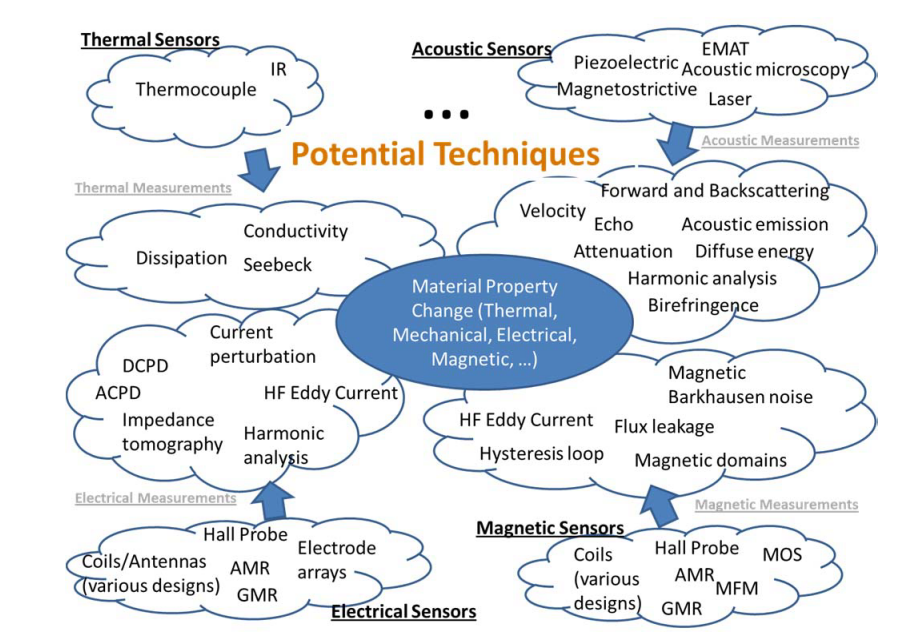 Thermal Sensors
IR
Thermocouple
Acoustic Sensors
EMAT
Piezoelectric
Acoustic microscopy
Magnetostrictive
Laser
...
Potential Techniques
Acoustic Measurements
Thermal Measurements
Forward and Backscattering
Velocity
Echo
Acoustic emission
Attenuation
Diffuse energy
Harmonic analysis
Birefringence
Conductivity
Dissipation
Seebeck
Material Property
Change (Thermal,
Mechanical, Electrical,
Magnetic, ...)
Current
perturbation
DCPD
ACPD
HF Eddy Current
Impedance
tomography
Harmonic
analysis
Magnetic
Barkhausen noise
HF Eddy Current
Flux leakage
Hysteresis loop
Magnetic domains
Electrical Measurements
Magnetic Measurements
Hall Probe
Coils/Antennas
(various designs)
AMR
GMR
Electrode
arrays
Electrical Sensors
Magnetic Sensors
Coils
(various
designs)
Hall Probe
MOS
AMR
MFM
GMR